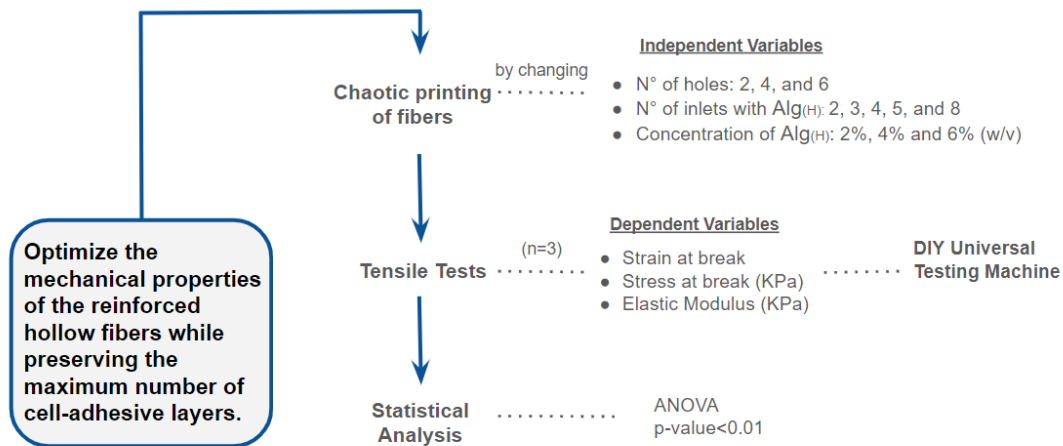 Optimize the
mechanical properties
of the reinforced
hollow fibers while
preserving the
maximum number of
cell-adhesive layers.
Chaotic printing
of fibers
by changing
Independent Variables
● N° of holes: 2, 4, and 6
● N° of inlets with Alg(H): 2, 3, 4, 5, and 8
● Concentration of Alg(H): 2%, 4% and 6% (w/v)
Tensile Tests
(n=3)
Dependent Variables
● Strain at break
● Stress at break (KPa)
● Elastic Modulus (KPa)
DIY Universal
Testing Machine
Statistical
Analysis
ANOVA
p-value<0.01